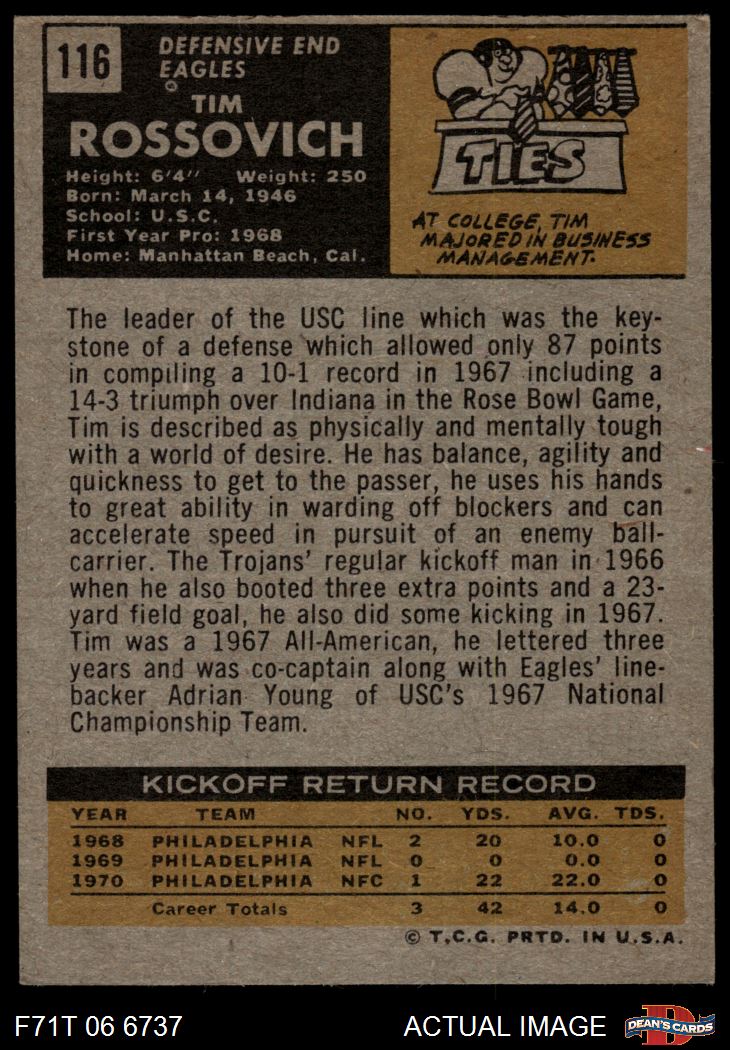 116
DEFENSIVE END
EAGLES
TIM
ROSSOVICH
Height: 6'4" Weight: 250
Born: March 14, 1946
School: U.S.C.
First Year Pro: 1968
Home: Manhattan Beach, Cal.
TIES
AT COLLEGE, TIM
MAJORED IN BUSINESS
MANAGEMENT.
The leader of the USC line which was the key-
stone of a defense which allowed only 87 points
in compiling a 10-1 record in 1967 including a
14-3 triumph over Indiana in the Rose Bowl Game,
Tim is described as physically and mentally tough
with a world of desire. He has balance, agility and
quickness to get to the passer, he uses his hands
to great ability in warding off blockers and can
accelerate speed in pursuit of an enemy ball-
carrier. The Trojans' regular kickoff man in 1966
when he also booted three extra points and a 23-
yard field goal, he also did some kicking in 1967.
Tim was a 1967 All-American, he lettered three
years and was co-captain along with Eagles' line-
backer Adrian Young of USC's 1967 National
Championship Team.
KICKOFF RETURN RECORD
YEAR TEAM NO. YDS. AVG. TDS.
1968 PHILADELPHIA NFL 2 20 10.0 0
1969 PHILADELPHIA NFL 0 0 0.0 0
1970 PHILADELPHIA NFC 1 22 22.0 0
Career Totals 3 42 14.0 0
© T.C.G. PRTD. IN U.S.A.
F71T 06 6737 ACTUAL IMAGE
D
DEAN'S CARDS